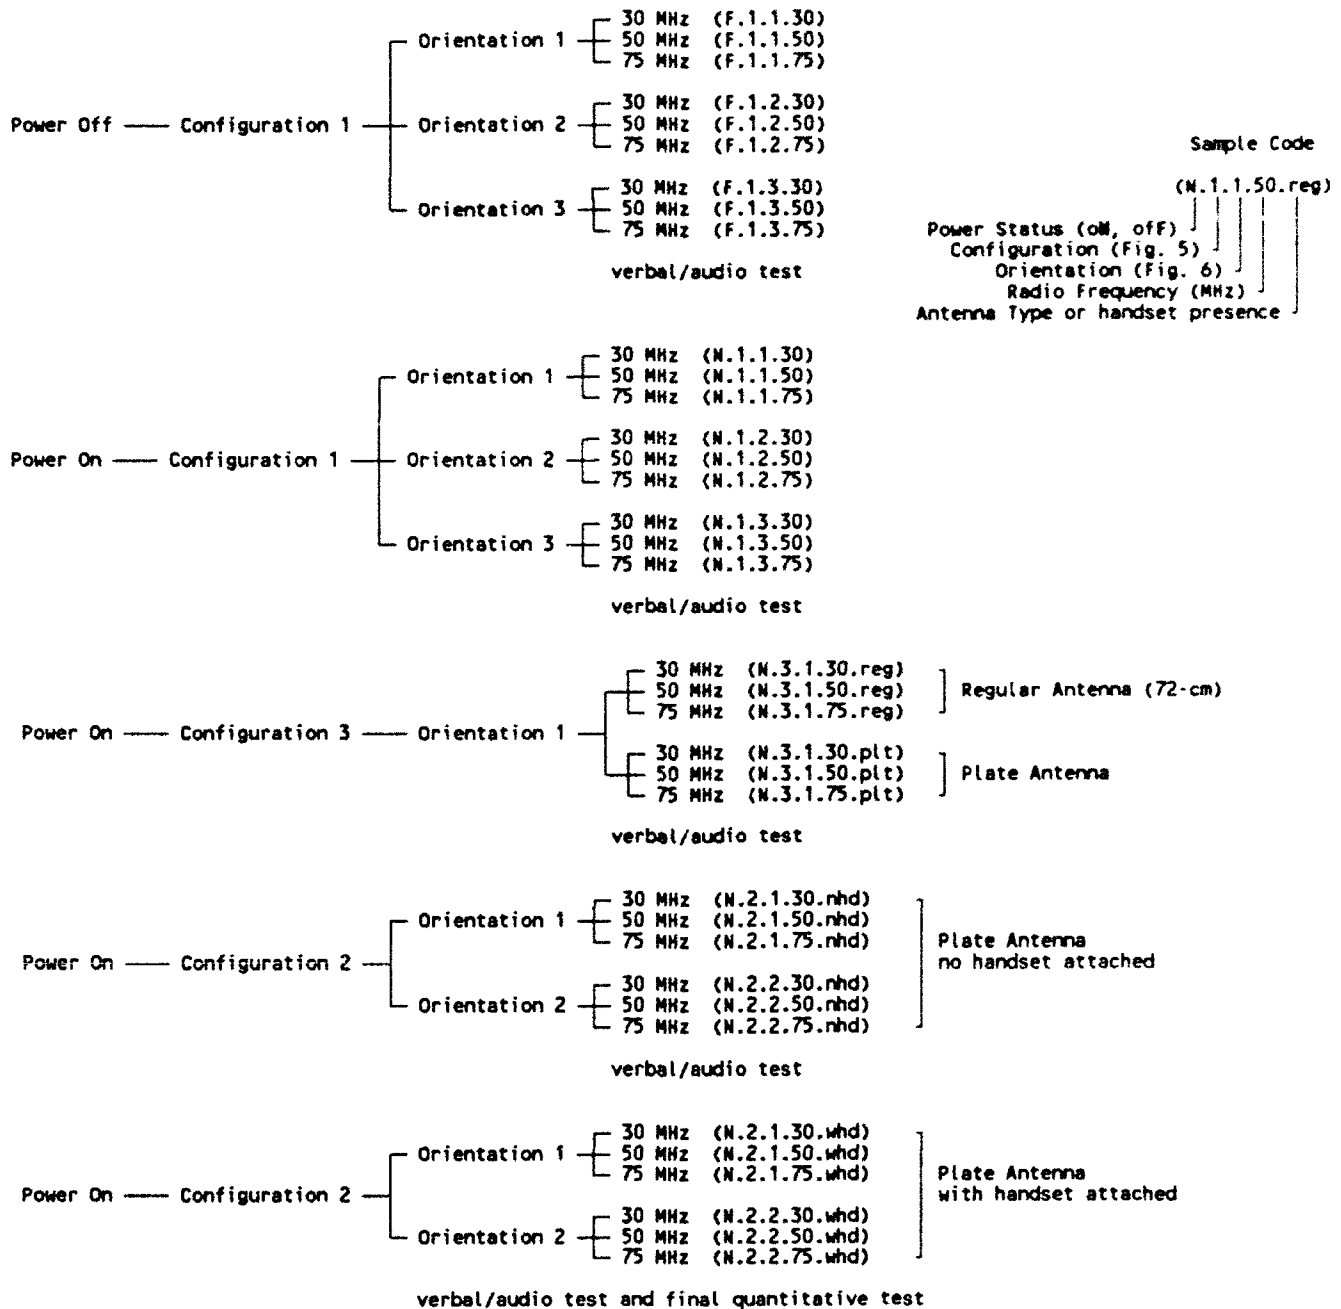 30 MHz (F.1.1.30)
Orientation 1 50 MHz (F.1.1.50)
75 MHz (F.1.1.75)
30 MHz (F.1.2.30)
Power Off Configuration 1 Orientation 2 50 MHz (F.1.2.50)
75 MHz (F.1.2.75)
30 MHz (F.1.3.30)
Orientation 3 50 MHz (F.1.3.50)
75 MHz (F.1.3.75)
verbal/audio test
Sample Code
(N.1.1.50.reg)
Power Status (oN, ofF)
Configuration (Fig. 5)
Orientation (Fig. 6)
Radio Frequency (MHz)
Antenna Type or handset presence
30 MHz (N.1.1.30)
Orientation 1 50 MHz (N.1.1.50)
75 MHz (N.1.1.75)
30 MHz (N.1.2.30)
Power On Configuration 1 Orientation 2 50 MHz (N.1.2.50)
75 MHz (N.1.2.75)
30 MHz (N.1.3.30)
Orientation 3 50 MHz (N.1.3.50)
75 MHz (N.1.3.75)
verbal/audio test
30 MHz (N.3.1.30.reg)
50 MHz (N.3.1.50.reg) Regular Antenna (72-cm)
75 MHz (N.3.1.75.reg)
Power On Configuration 3 Orientation 1
30 MHz (N.3.1.30.plt)
50 MHz (N.3.1.50.plt) Plate Antenna
75 MHz (N.3.1.75.plt)
verbal/audio test
30 MHz (N.2.1.30.nhd)
Orientation 1 50 MHz (N.2.1.50.nhd)
75 MHz (N.2.1.75.nhd)
Plate Antenna
no handset attached
Power On Configuration 2
30 MHz (N.2.2.30.nhd)
Orientation 2 50 MHz (N.2.2.50.nhd)
75 MHz (N.2.2.75.nhd)
verbal/audio test
30 MHz (N.2.1.30.whd)
Orientation 1 50 MHz (N.2.1.50.whd)
75 MHz (N.2.1.75.whd)
Plate Antenna
with handset attached
Power On Configuration 2
30 MHz (N.2.2.30.whd)
Orientation 2 50 MHz (N.2.2.50.whd)
75 MHz (N.2.2.75.whd)
verbal/audio test and final quantitative test